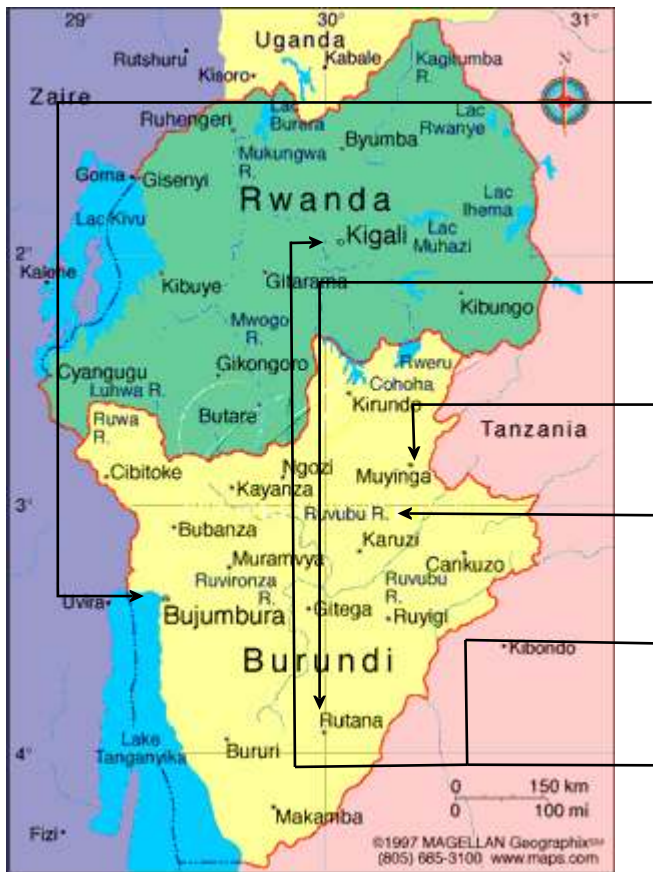 29° 30° 31°
Uganda
Rutshuru
Kabale
Kagitumba
R.
Kisoro
N
Zaire
Ruhengeri
Lac
Burera
Byumba
Lac
Rwanye
Mukungwa
R.
Goma
Gisenyi
Rwanda
Lac
Ihema
Lac Kivu
Kigali
Lac
Muhazi
2°
Kalehe
Kibuye
Gitarama
Kibungo
Mwogo
R.
Gikongoro
Rweru
Cyangugu
Cohoha
Luhwa R.
Kirundo
Butare
Ruwa
R.
Tanzania
Ngozi
Cibitoke
Muyinga
Kayanza
3°
Ruvubu R.
Bubanza
Karuzi
Muramvya
Cankuzo
Ruvironza
R.
Ruvubu
R.
Uvira
Bujumbura
Gitega
Ruyigi
Burundi
Kibondo
Rutana
Lake
Tanganyika
Bururi
4°
0 150 km
0 100 mi
Makamba
Fizi
©1997 MAGELLAN Geographix℠
(805) 685-3100 www.maps.com